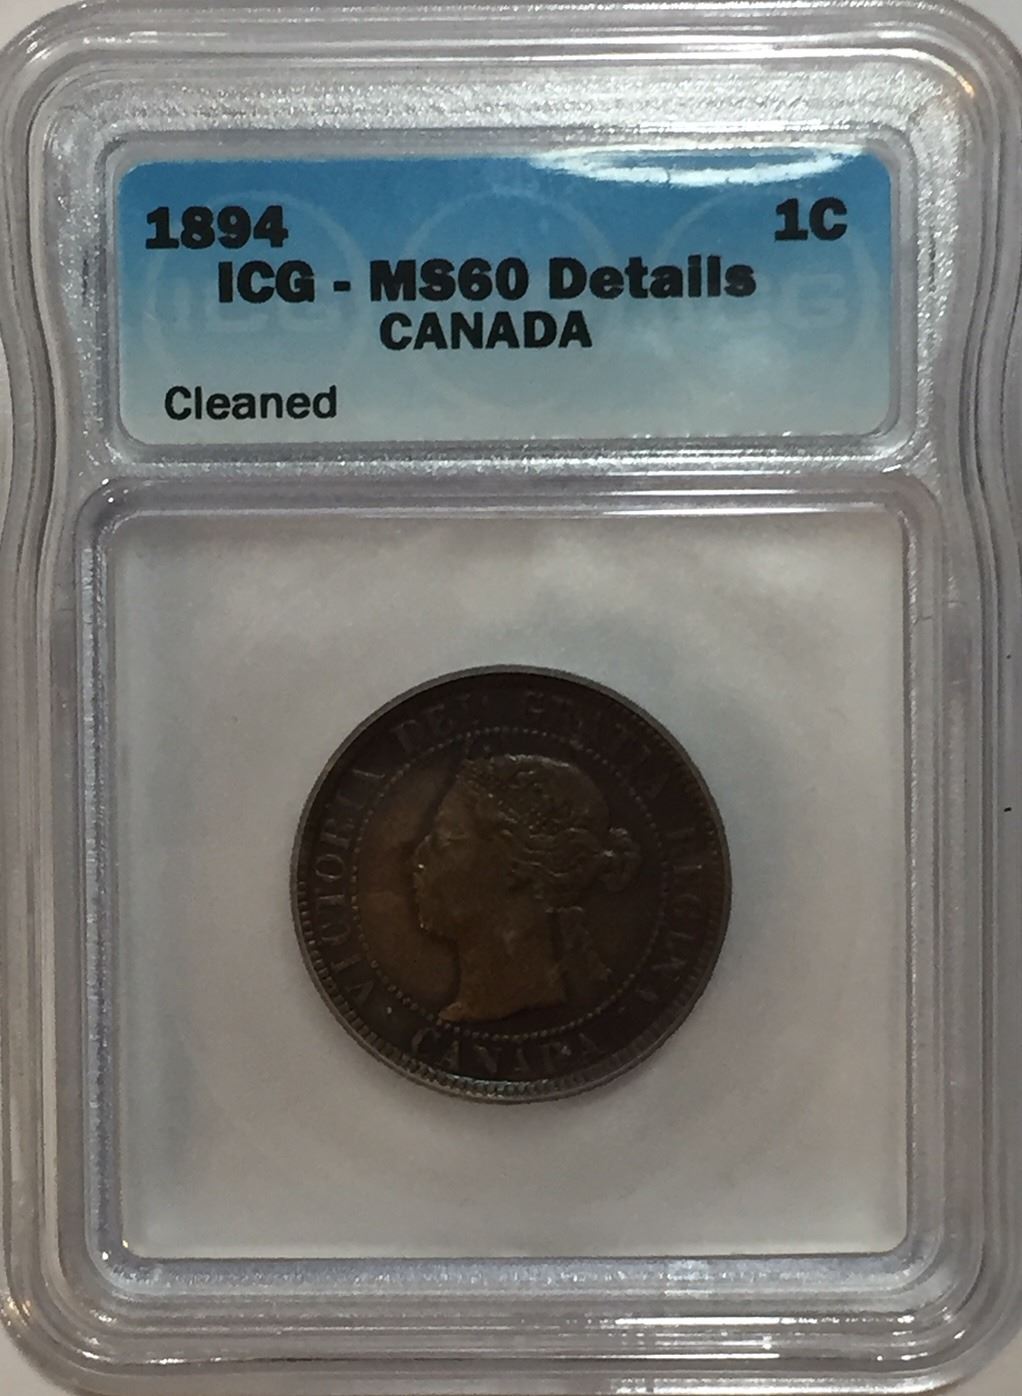 1894 1C
ICG - MS60 Details
CANADA
Cleaned
VICTORIA DEI GRATIA REGINA
CANADA